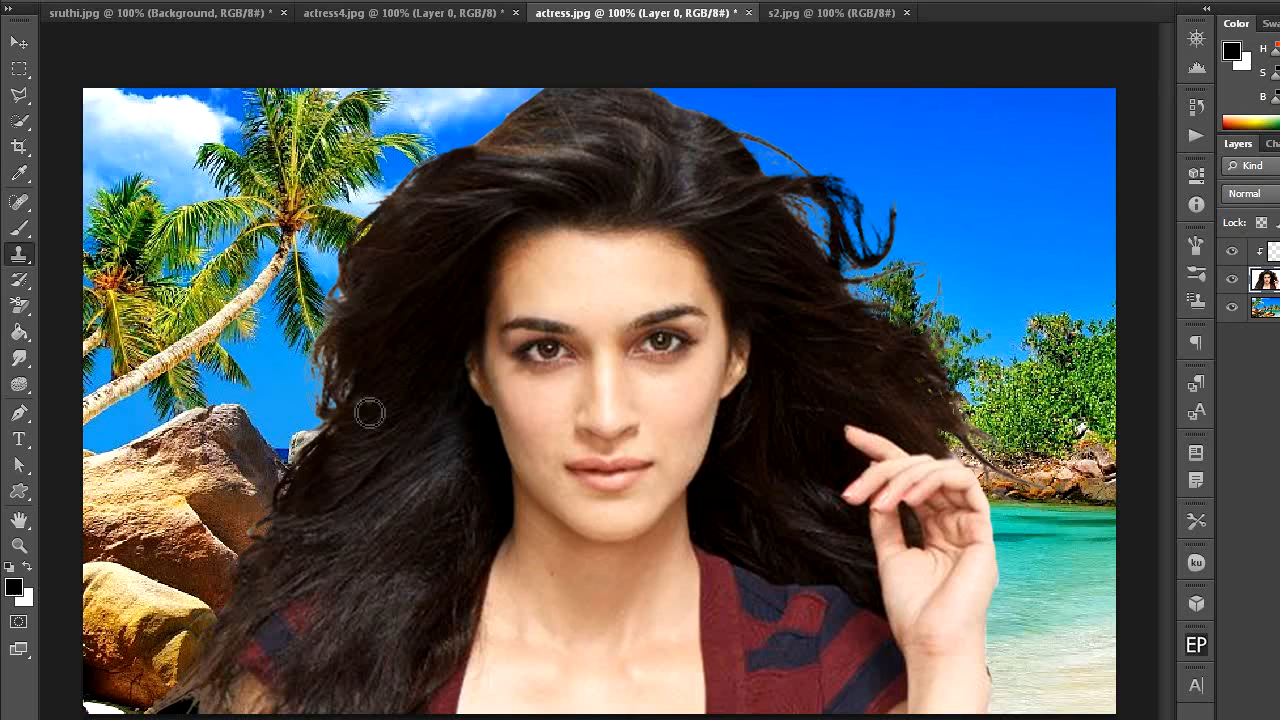 sruthi.jpg @ 100% (Background, RGB/8#) * ×
actress4.jpg @ 100% (Layer 0, RGB/8) * ×
actress.jpg @ 100% (Layer 0, RGB/8#) * ×
s2.jpg @ 100% (RGB/8#) ×
Color
Swa
H
S
B
Layers
Cha
Kind
Normal
Lock:
T
ku
EP
A